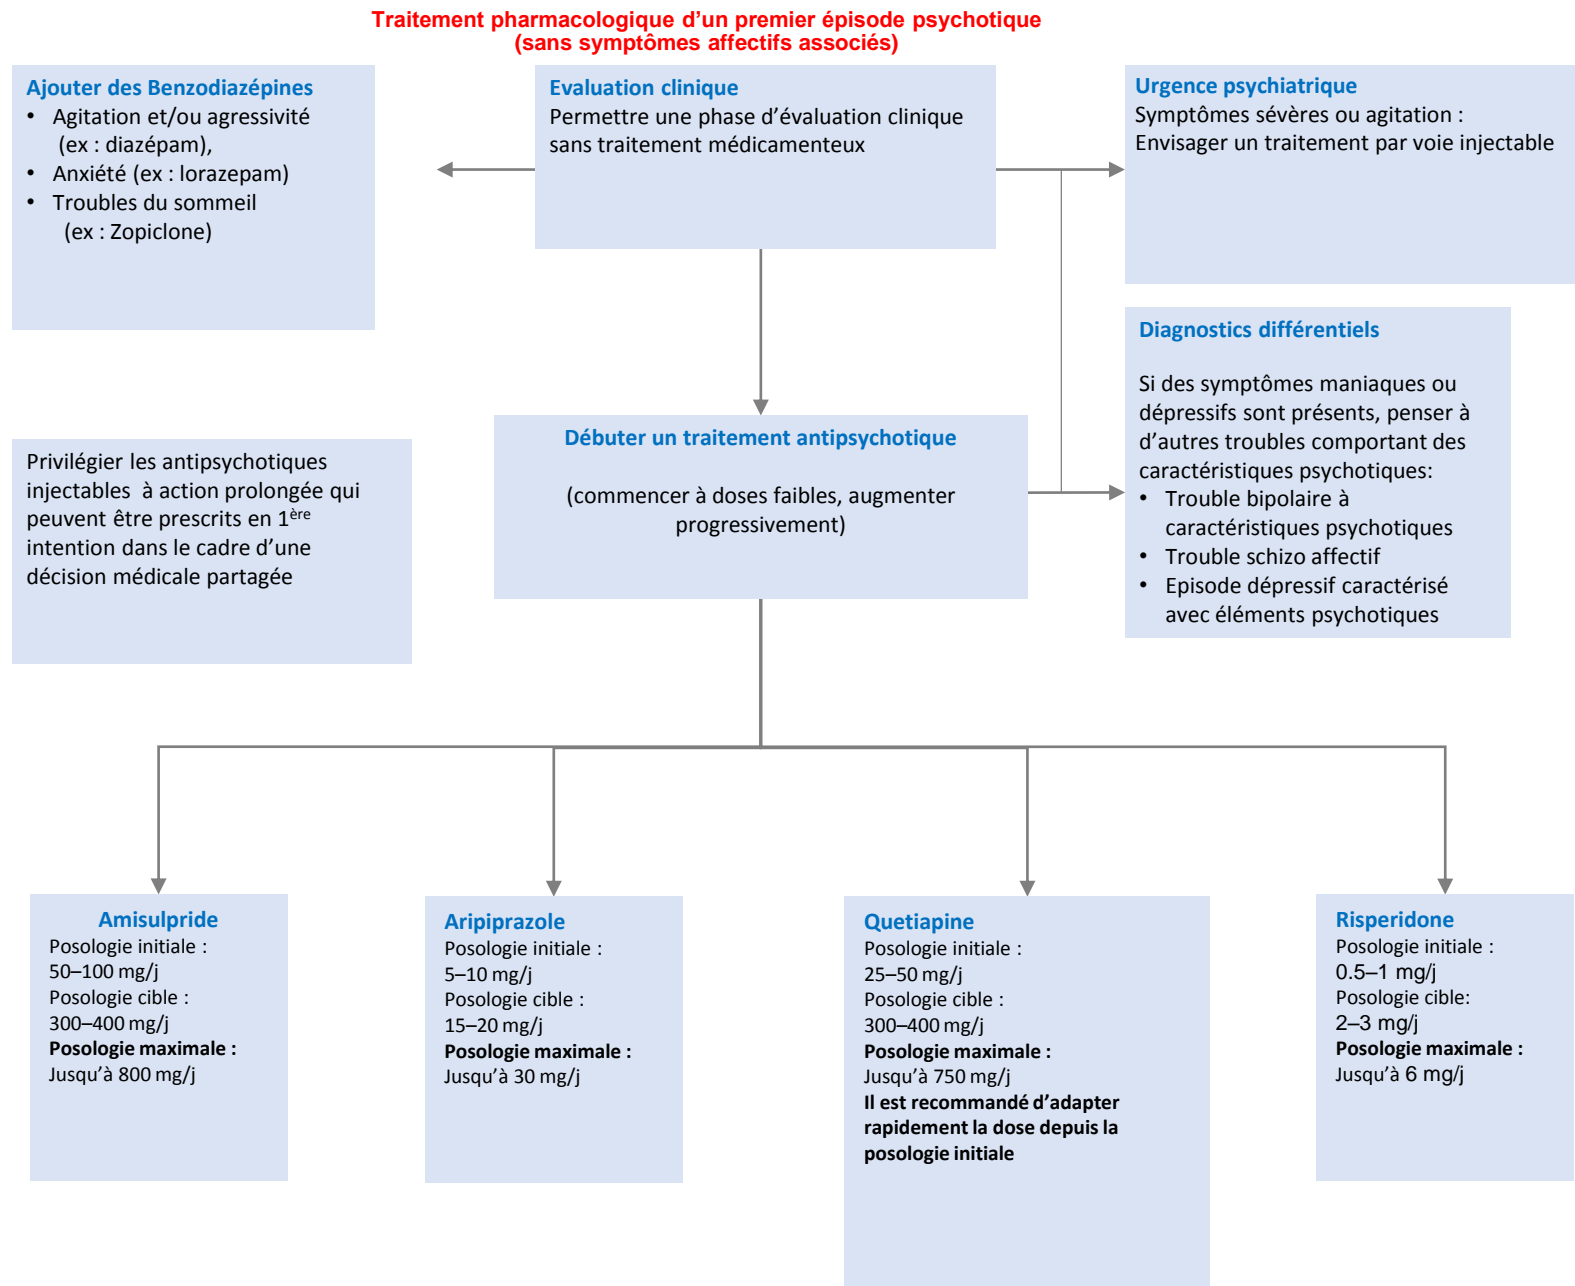 Traitement pharmacologique d'un premier épisode psychotique
(sans symptômes affectifs associés)
Ajouter des Benzodiazépines
• Agitation et/ou agressivité
(ex : diazépam),
• Anxiété (ex : lorazepam)
• Troubles du sommeil
(ex : Zopiclone)
Evaluation clinique
Permettre une phase d'évaluation clinique
sans traitement médicamenteux
Urgence psychiatrique
Symptômes sévères ou agitation :
Envisager un traitement par voie injectable
Diagnostics différentiels
Si des symptômes maniaques ou
dépressifs sont présents, penser à
d'autres troubles comportant des
caractéristiques psychotiques:
• Trouble bipolaire à
caractéristiques psychotiques
• Trouble schizo affectif
• Episode dépressif caractérisé
avec éléments psychotiques
Débuter un traitement antipsychotique
(commencer à doses faibles, augmenter
progressivement)
Privilégier les antipsychotiques
injectables à action prolongée qui
peuvent être prescrits en 1ère
intention dans le cadre d'une
décision médicale partagée
Amisulpride
Posologie initiale :
50–100 mg/j
Posologie cible :
300–400 mg/j
Posologie maximale :
Jusqu'à 800 mg/j
Aripiprazole
Posologie initiale :
5–10 mg/j
Posologie cible :
15–20 mg/j
Posologie maximale :
Jusqu'à 30 mg/j
Quetiapine
Posologie initiale :
25–50 mg/j
Posologie cible :
300–400 mg/j
Posologie maximale :
Jusqu'à 750 mg/j
Il est recommandé d'adapter
rapidement la dose depuis la
posologie initiale
Risperidone
Posologie initiale :
0.5–1 mg/j
Posologie cible:
2–3 mg/j
Posologie maximale :
Jusqu'à 6 mg/j